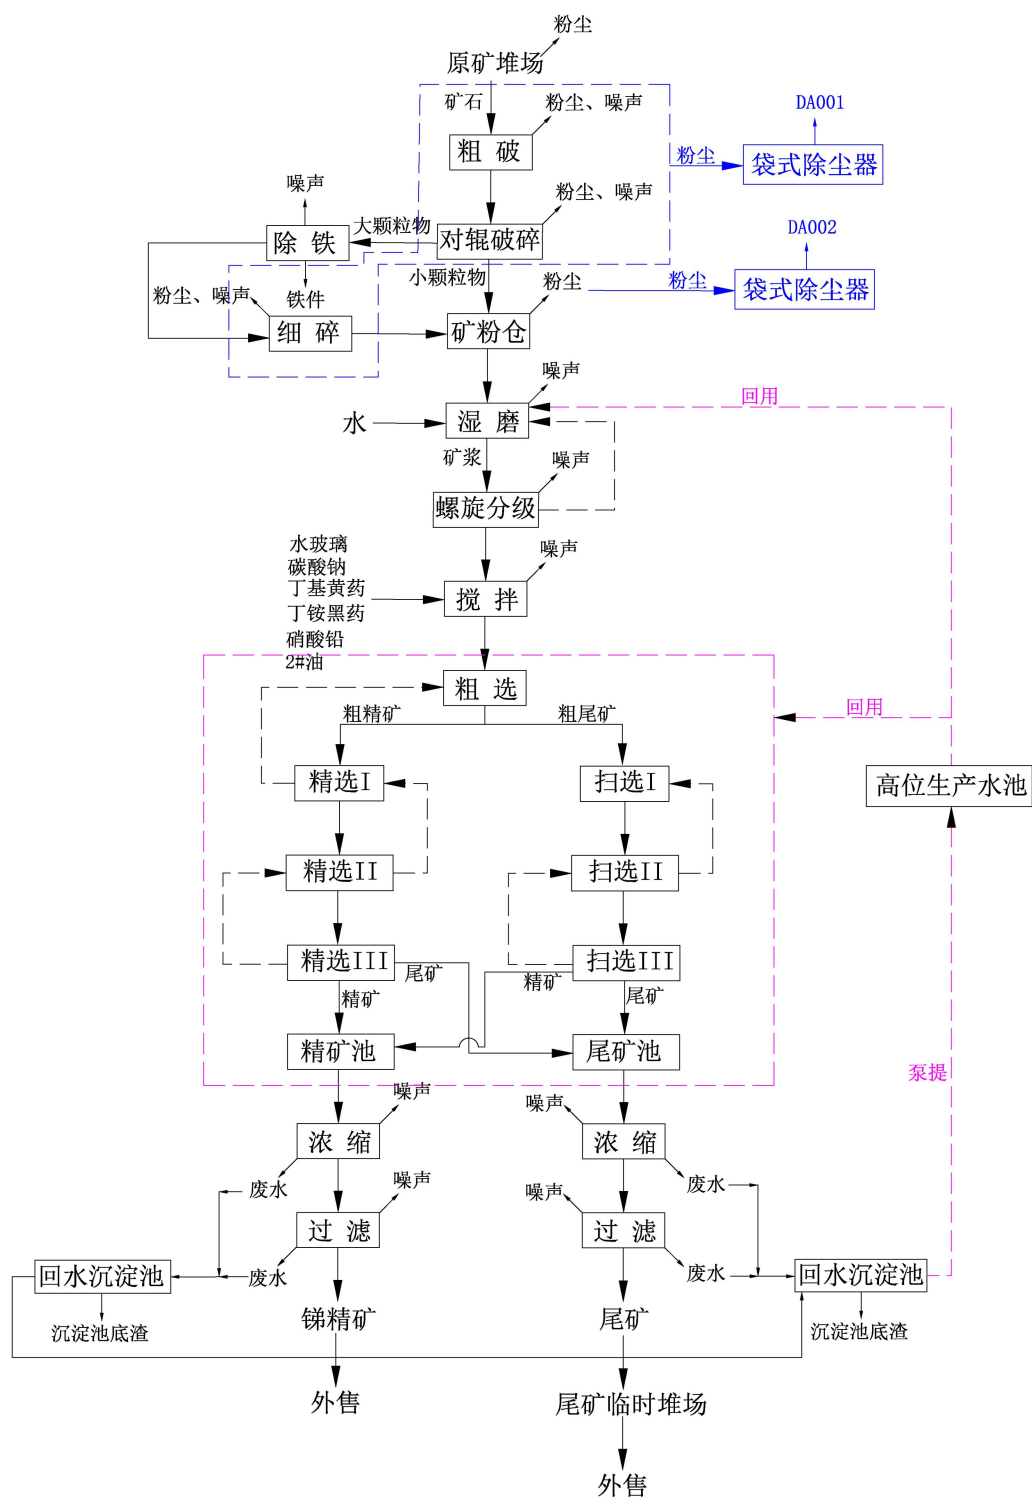 粉尘
原矿堆场
矿石
粉尘、噪声
DA001
粗 破
粉尘
袋式除尘器
噪声
粉尘、噪声
大颗粒物
DA002
除 铁
对辊破碎
小颗粒物
粉尘、噪声
铁件
粉尘
粉尘
袋式除尘器
细 碎
矿粉仓
噪声
回用
水
湿 磨
矿浆
噪声
螺旋分级
水玻璃
碳酸钠
丁基黄药
丁铵黑药
硝酸铅
2#油
噪声
搅 拌
粗 选
粗精矿
粗尾矿
回用
精选I
扫选I
高位生产水池
精选II
扫选II
精选III
尾矿
精矿
扫选III
精矿
尾矿
精矿池
尾矿池
泵提
噪声
噪声
浓 缩
浓 缩
废水
废水
噪声
噪声
过 滤
过 滤
废水
废水
回水沉淀池
回水沉淀池
沉淀池底渣
锑精矿
尾矿
沉淀池底渣
外售
尾矿临时堆场
外售